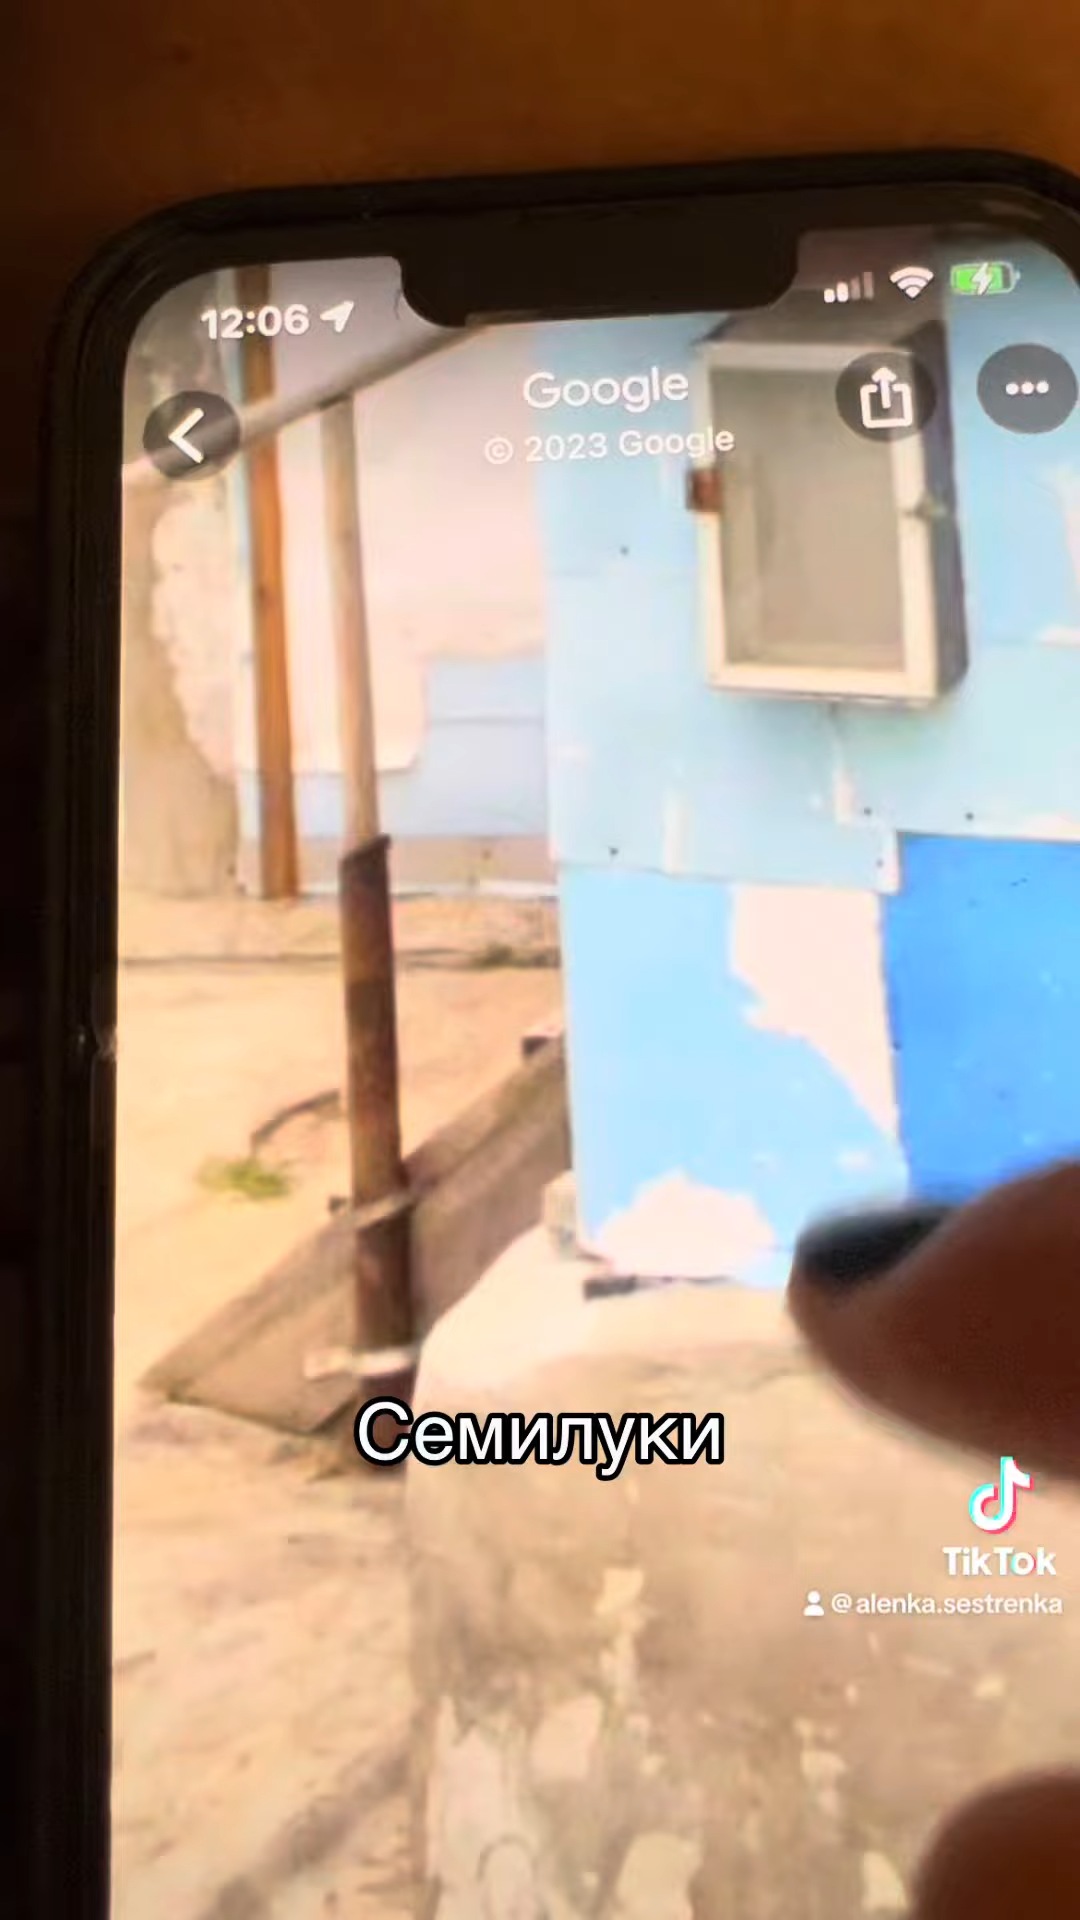 12:06
Google
© 2023 Google
Семилуки
TikTok
@alenka.sestrenka